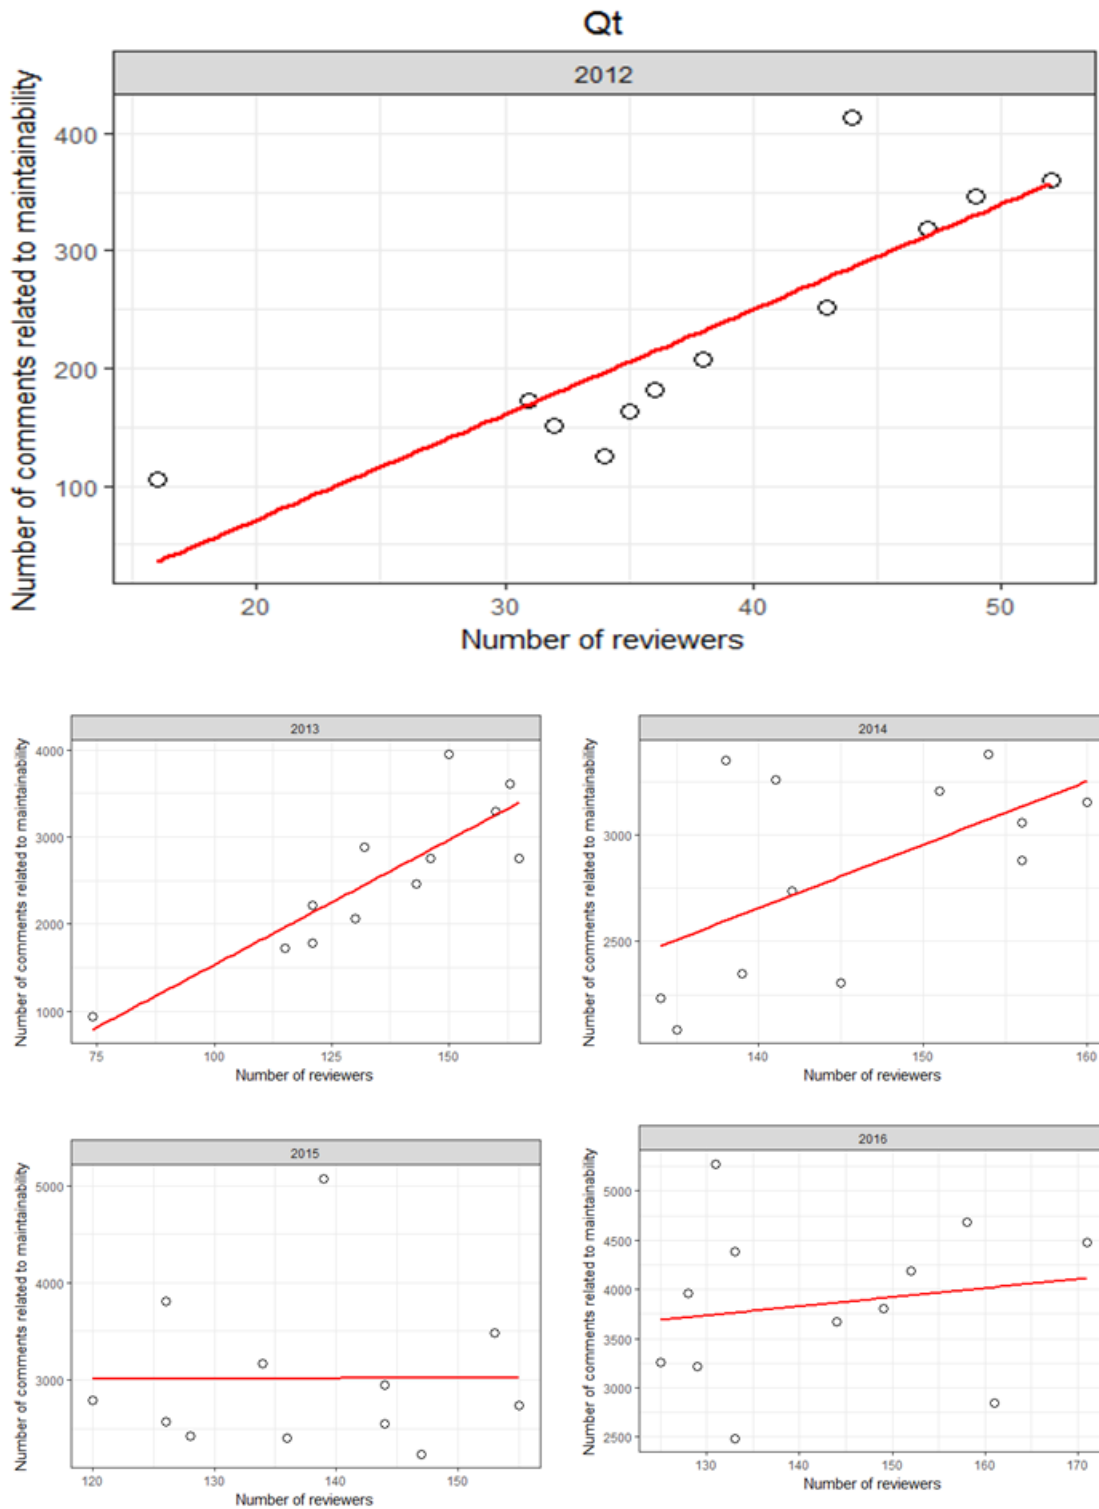 Qt
2012
Number of comments related to maintainability
400
300
200
100
20 30 40 50
Number of reviewers
2013
Number of comments related to maintainability
4000
3000
2000
1000
75 100 125 150
Number of reviewers
2014
Number of comments related to maintainability
3000
2500
140 150 160
Number of reviewers
2015
Number of comments related to maintainability
5000
4000
3000
120 130 140 150
Number of reviewers
2016
Number of comments related to maintainability
5000
4500
4000
3500
3000
2500
130 140 150 160 170
Number of reviewers